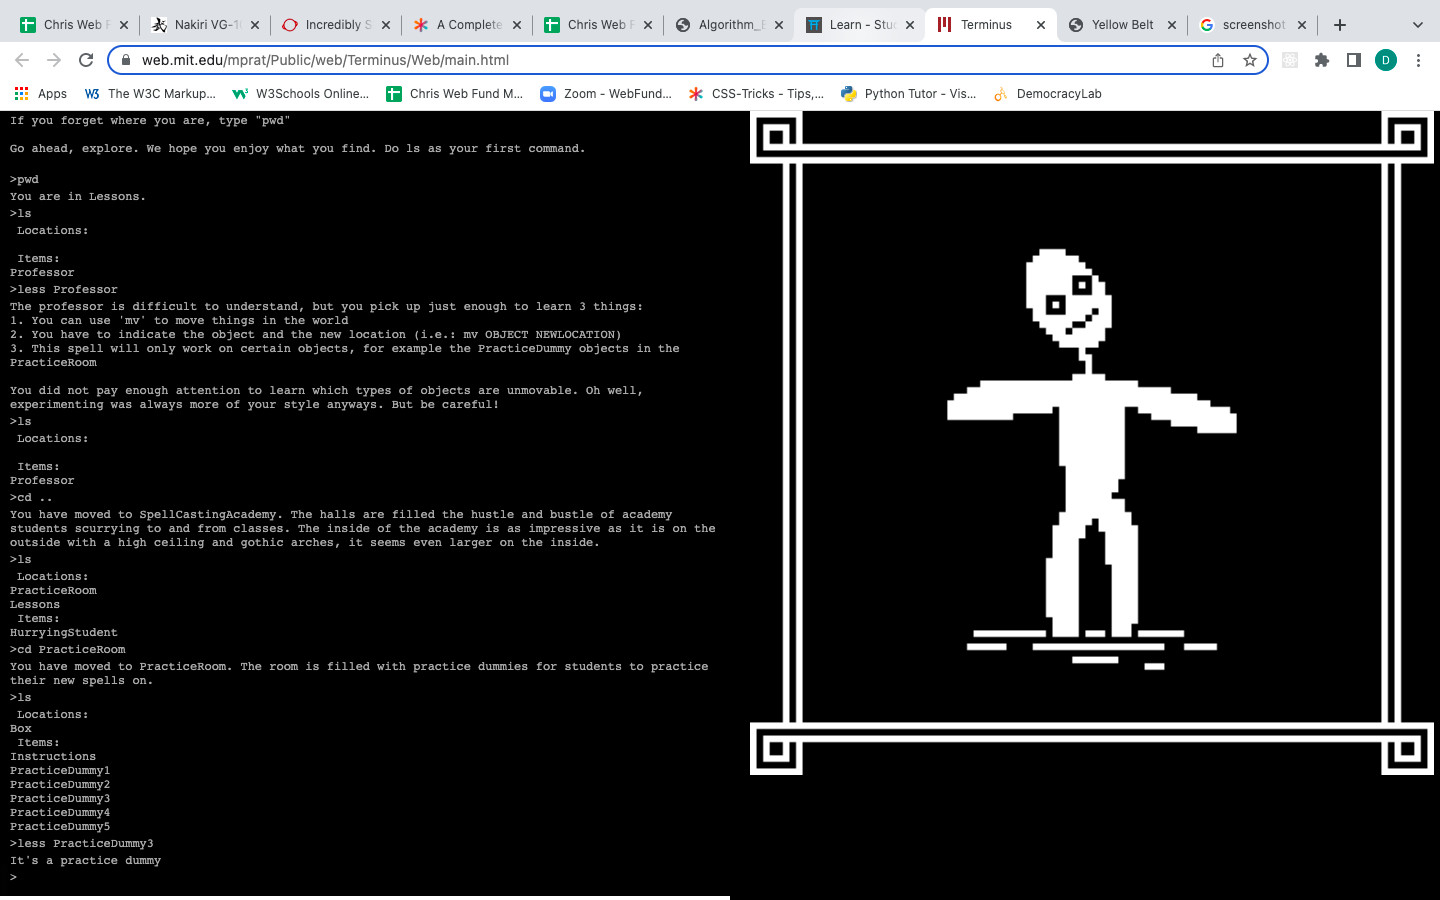 Chris Web F
Nakiri VG-1
Incredibly S
A Complete
Chris Web F
Algorithm_E
Learn - Stu
Terminus
Yellow Belt
screenshot
web.mit.edu/mprat/Public/web/Terminus/Web/main.html
D
Apps
The W3C Markup...
W3Schools Online...
Chris Web Fund M...
Zoom - WebFund...
CSS-Tricks - Tips,...
Python Tutor - Vis...
DemocracyLab
If you forget where you are, type "pwd"
Go ahead, explore. We hope you enjoy what you find. Do ls as your first command.
>pwd
You are in Lessons.
>ls
Locations:
Items:
Professor
>less Professor
The professor is difficult to understand, but you pick up just enough to learn 3 things:
1. You can use 'mv' to move things in the world
2. You have to indicate the object and the new location (i.e.: mv OBJECT NEWLOCATION)
3. This spell will only work on certain objects, for example the PracticeDummy objects in the
PracticeRoom
You did not pay enough attention to learn which types of objects are unmovable. Oh well,
experimenting was always more of your style anyways. But be careful!
>ls
Locations:
Items:
Professor
>cd ..
You have moved to SpellCastingAcademy. The halls are filled the hustle and bustle of academy
students scurrying to and from classes. The inside of the academy is as impressive as it is on the
outside with a high ceiling and gothic arches, it seems even larger on the inside.
>ls
Locations:
PracticeRoom
Lessons
Items:
HurryingStudent
>cd PracticeRoom
You have moved to PracticeRoom. The room is filled with practice dummies for students to practice
their new spells on.
>ls
Locations:
Box
Items:
Instructions
PracticeDummy1
PracticeDummy2
PracticeDummy3
PracticeDummy4
PracticeDummy5
>less PracticeDummy3
It's a practice dummy
>